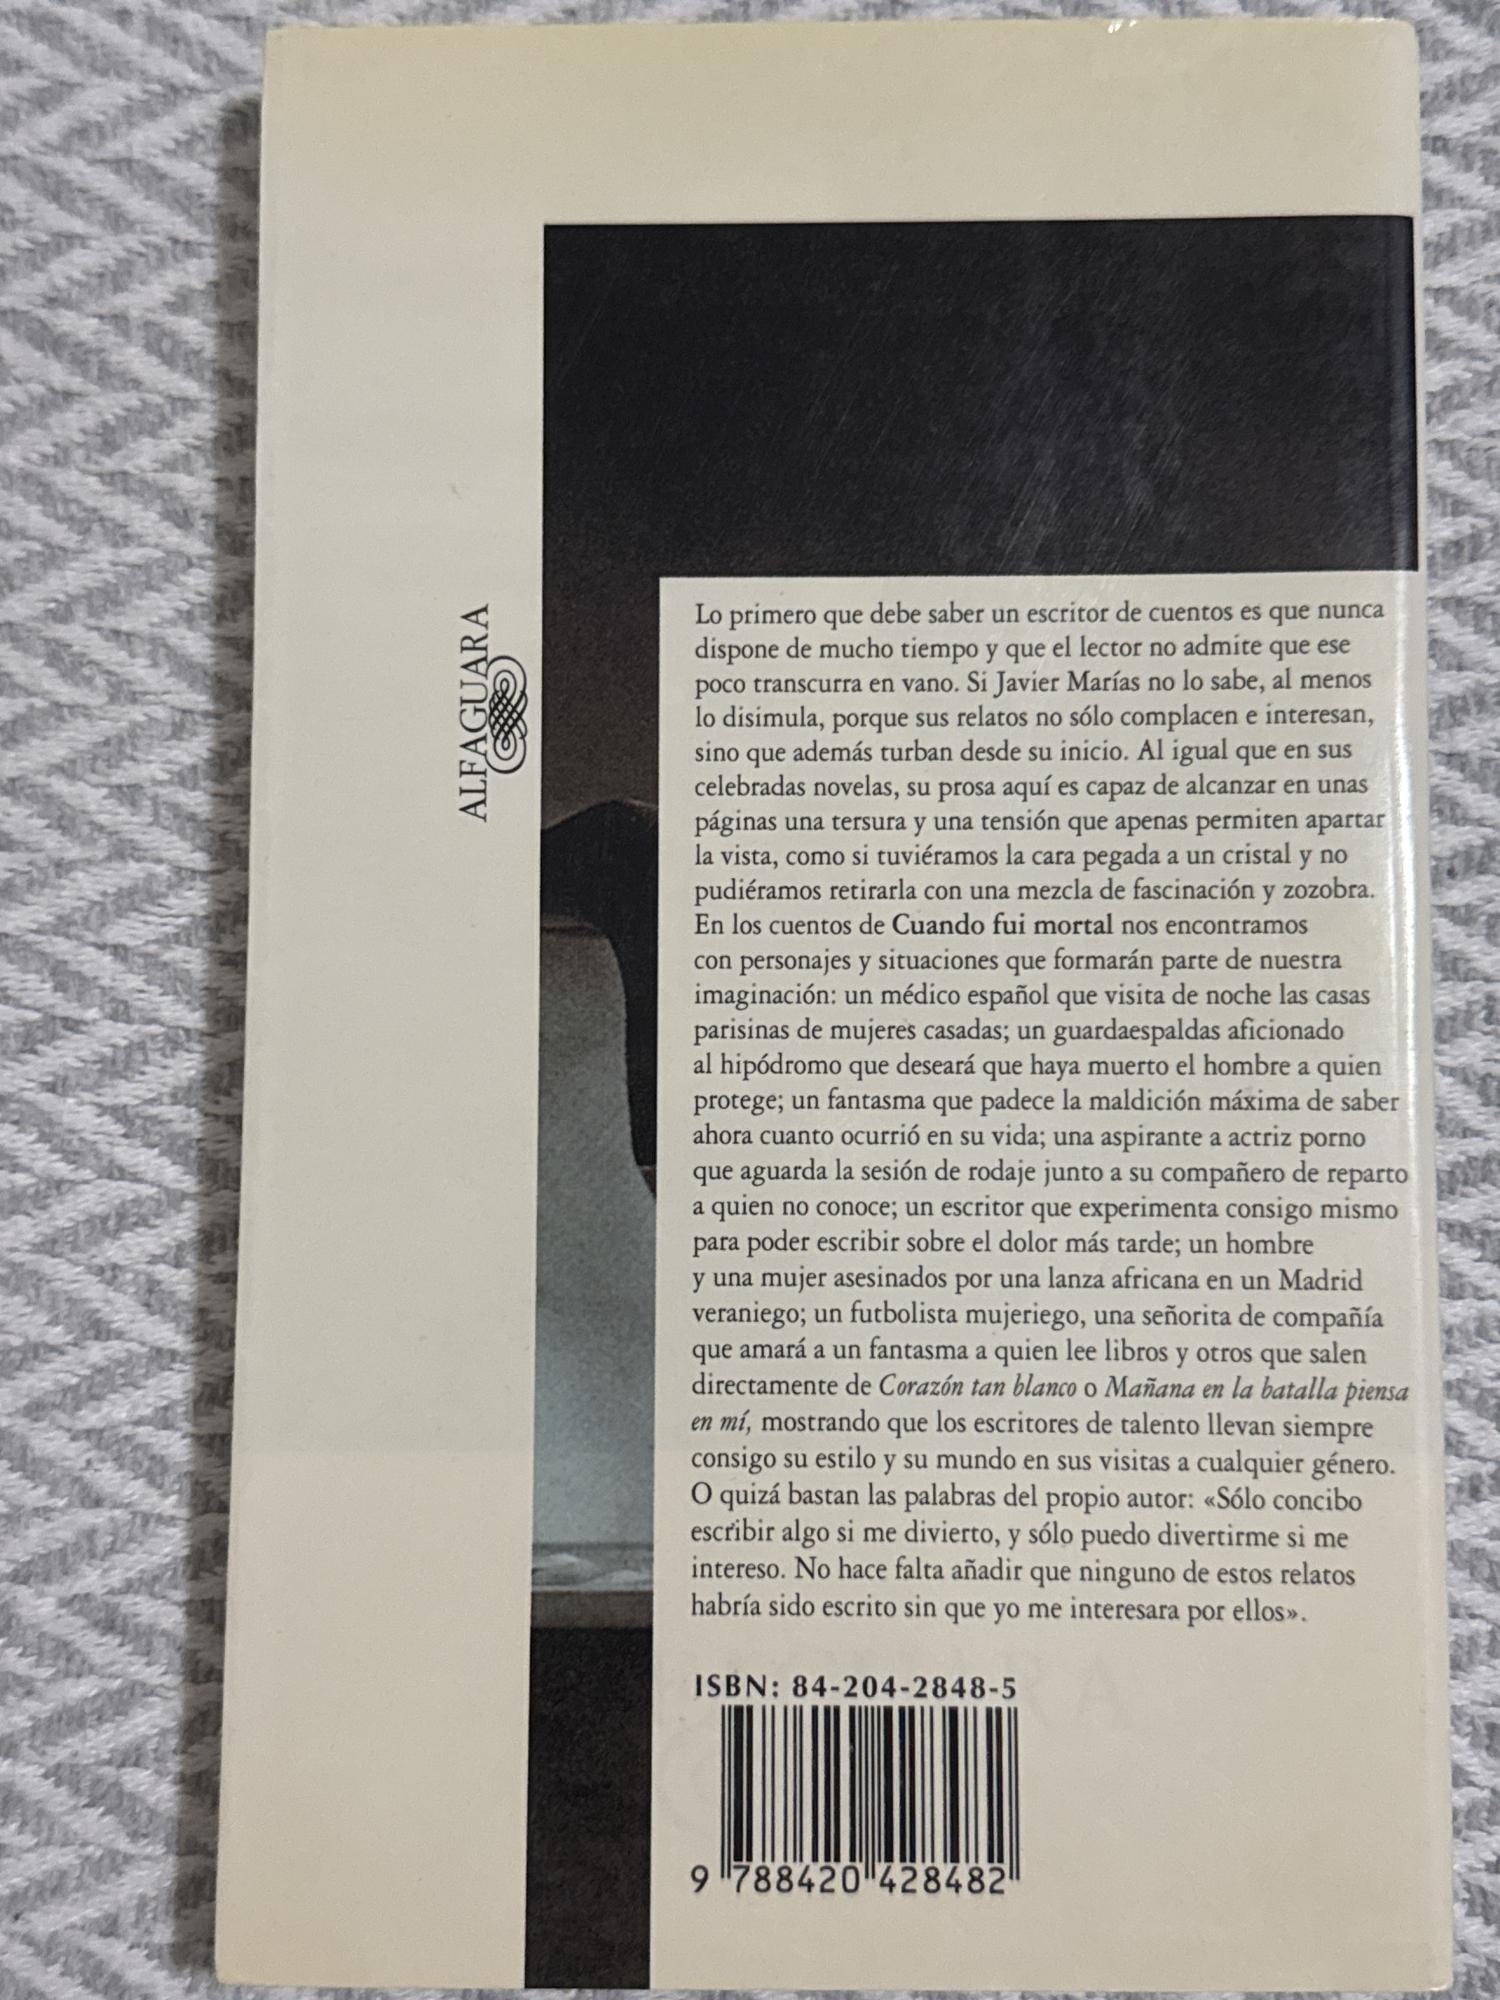 ALFAGUARA
Lo primero que debe saber un escritor de cuentos es que nunca
dispone de mucho tiempo y que el lector no admite que ese
poco transcurra en vano. Si Javier Marías no lo sabe, al menos
lo disimula, porque sus relatos no sólo complacen e interesan,
sino que además turban desde su inicio. Al igual que en sus
celebradas novelas, su prosa aquí es capaz de alcanzar en unas
páginas una tersura y una tensión que apenas permiten apartar
la vista, como si tuviéramos la cara pegada a un cristal y no
pudiéramos retirarla con una mezcla de fascinación y zozobra.
En los cuentos de Cuando fui mortal nos encontramos
con personajes y situaciones que formarán parte de nuestra
imaginación: un médico español que visita de noche las casas
parisinas de mujeres casadas; un guardaespaldas aficionado
al hipódromo que deseará que haya muerto el hombre a quien
protege; un fantasma que padece la maldición máxima de saber
ahora cuanto ocurrió en su vida; una aspirante a actriz porno
que aguarda la sesión de rodaje junto a su compañero de reparto
a quien no conoce; un escritor que experimenta consigo mismo
para poder escribir sobre el dolor más tarde; un hombre
y una mujer asesinados por una lanza africana en un Madrid
veraniego; un futbolista mujeriego, una señorita de compañía
que amará a un fantasma a quien lee libros y otros que salen
directamente de Corazón tan blanco o Mañana en la batalla piensa
en mí, mostrando que los escritores de talento llevan siempre
consigo su estilo y su mundo en sus visitas a cualquier género.
O quizá bastan las palabras del propio autor: «Sólo concibo
escribir algo si me divierto, y sólo puedo divertirme si me
intereso. No hace falta añadir que ninguno de estos relatos
habría sido escrito sin que yo me interesara por ellos».
ISBN: 84-204-2848-5
9 788420 428482